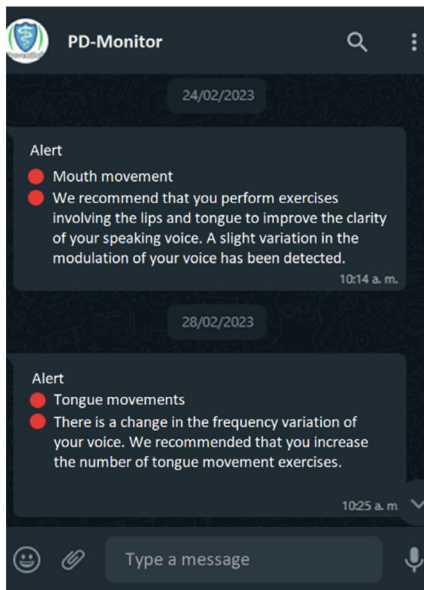 PD-Monitor
24/02/2023
Alert
Mouth movement
We recommend that you perform exercises
involving the lips and tongue to improve the clarity
of your speaking voice. A slight variation in the
modulation of your voice has been detected.
10:14 a. m.
28/02/2023
Alert
Tongue movements
There is a change in the frequency variation of
your voice. We recommended that you increase
the number of tongue movement exercises.
10:25 a. m
Type a message